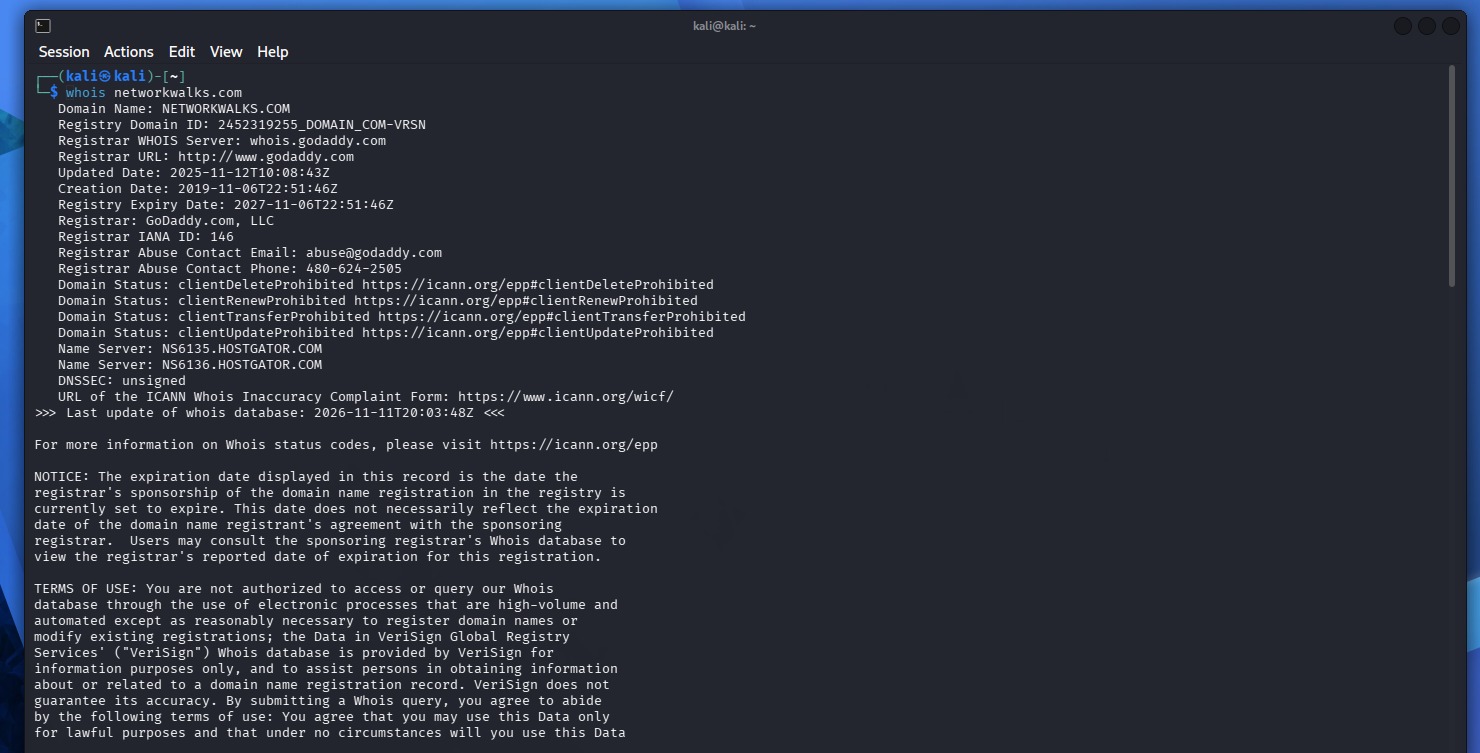 kali@kali: ~
Session Actions Edit View Help
┌──(kali㉿kali)-[~]
└─$ whois networkwalks.com
Domain Name: NETWORKWALKS.COM
Registry Domain ID: 2452319255_DOMAIN_COM-VRSN
Registrar WHOIS Server: whois.godaddy.com
Registrar URL: http://www.godaddy.com
Updated Date: 2025-11-12T10:08:43Z
Creation Date: 2019-11-06T22:51:46Z
Registry Expiry Date: 2027-11-06T22:51:46Z
Registrar: GoDaddy.com, LLC
Registrar IANA ID: 146
Registrar Abuse Contact Email: abuse@godaddy.com
Registrar Abuse Contact Phone: 480-624-2505
Domain Status: clientDeleteProhibited https://icann.org/epp#clientDeleteProhibited
Domain Status: clientRenewProhibited https://icann.org/epp#clientRenewProhibited
Domain Status: clientTransferProhibited https://icann.org/epp#clientTransferProhibited
Domain Status: clientUpdateProhibited https://icann.org/epp#clientUpdateProhibited
Name Server: NS6135.HOSTGATOR.COM
Name Server: NS6136.HOSTGATOR.COM
DNSSEC: unsigned
URL of the ICANN Whois Inaccuracy Complaint Form: https://www.icann.org/wicf/
>>> Last update of whois database: 2026-11-11T20:03:48Z <<<
For more information on Whois status codes, please visit https://icann.org/epp
NOTICE: The expiration date displayed in this record is the date the
registrar's sponsorship of the domain name registration in the registry is
currently set to expire. This date does not necessarily reflect the expiration
date of the domain name registrant's agreement with the sponsoring
registrar.  Users may consult the sponsoring registrar's Whois database to
view the registrar's reported date of expiration for this registration.
TERMS OF USE: You are not authorized to access or query our Whois
database through the use of electronic processes that are high-volume and
automated except as reasonably necessary to register domain names or
modify existing registrations; the Data in VeriSign Global Registry
Services' ("VeriSign") Whois database is provided by VeriSign for
information purposes only, and to assist persons in obtaining information
about or related to a domain name registration record. VeriSign does not
guarantee its accuracy. By submitting a Whois query, you agree to abide
by the following terms of use: You agree that you may use this Data only
for lawful purposes and that under no circumstances will you use this Data